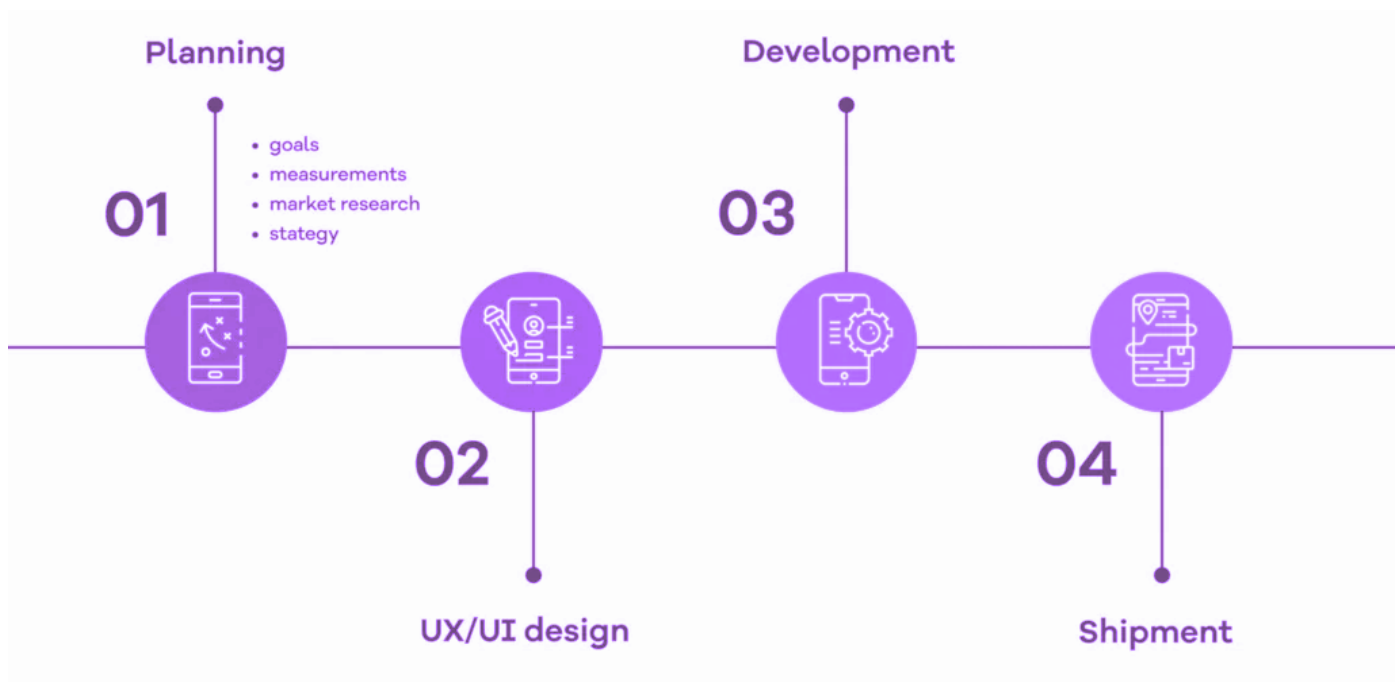 Planning
• goals
• measurements
• market research
• stategy
01
02
UX/UI design
Development
03
04
Shipment